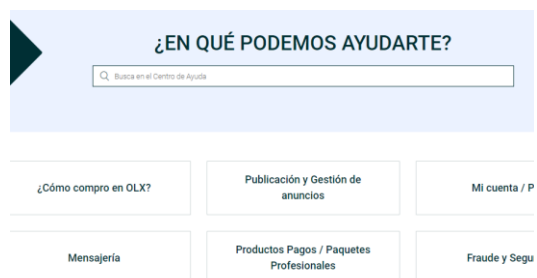 ¿EN QUÉ PODEMOS AYUDARTE?
Busca en el Centro de Ayuda
¿Cómo compro en OLX?
Publicación y Gestión de
anuncios
Mi cuenta / P
Mensajería
Productos Pagos / Paquetes
Profesionales
Fraude y Segu